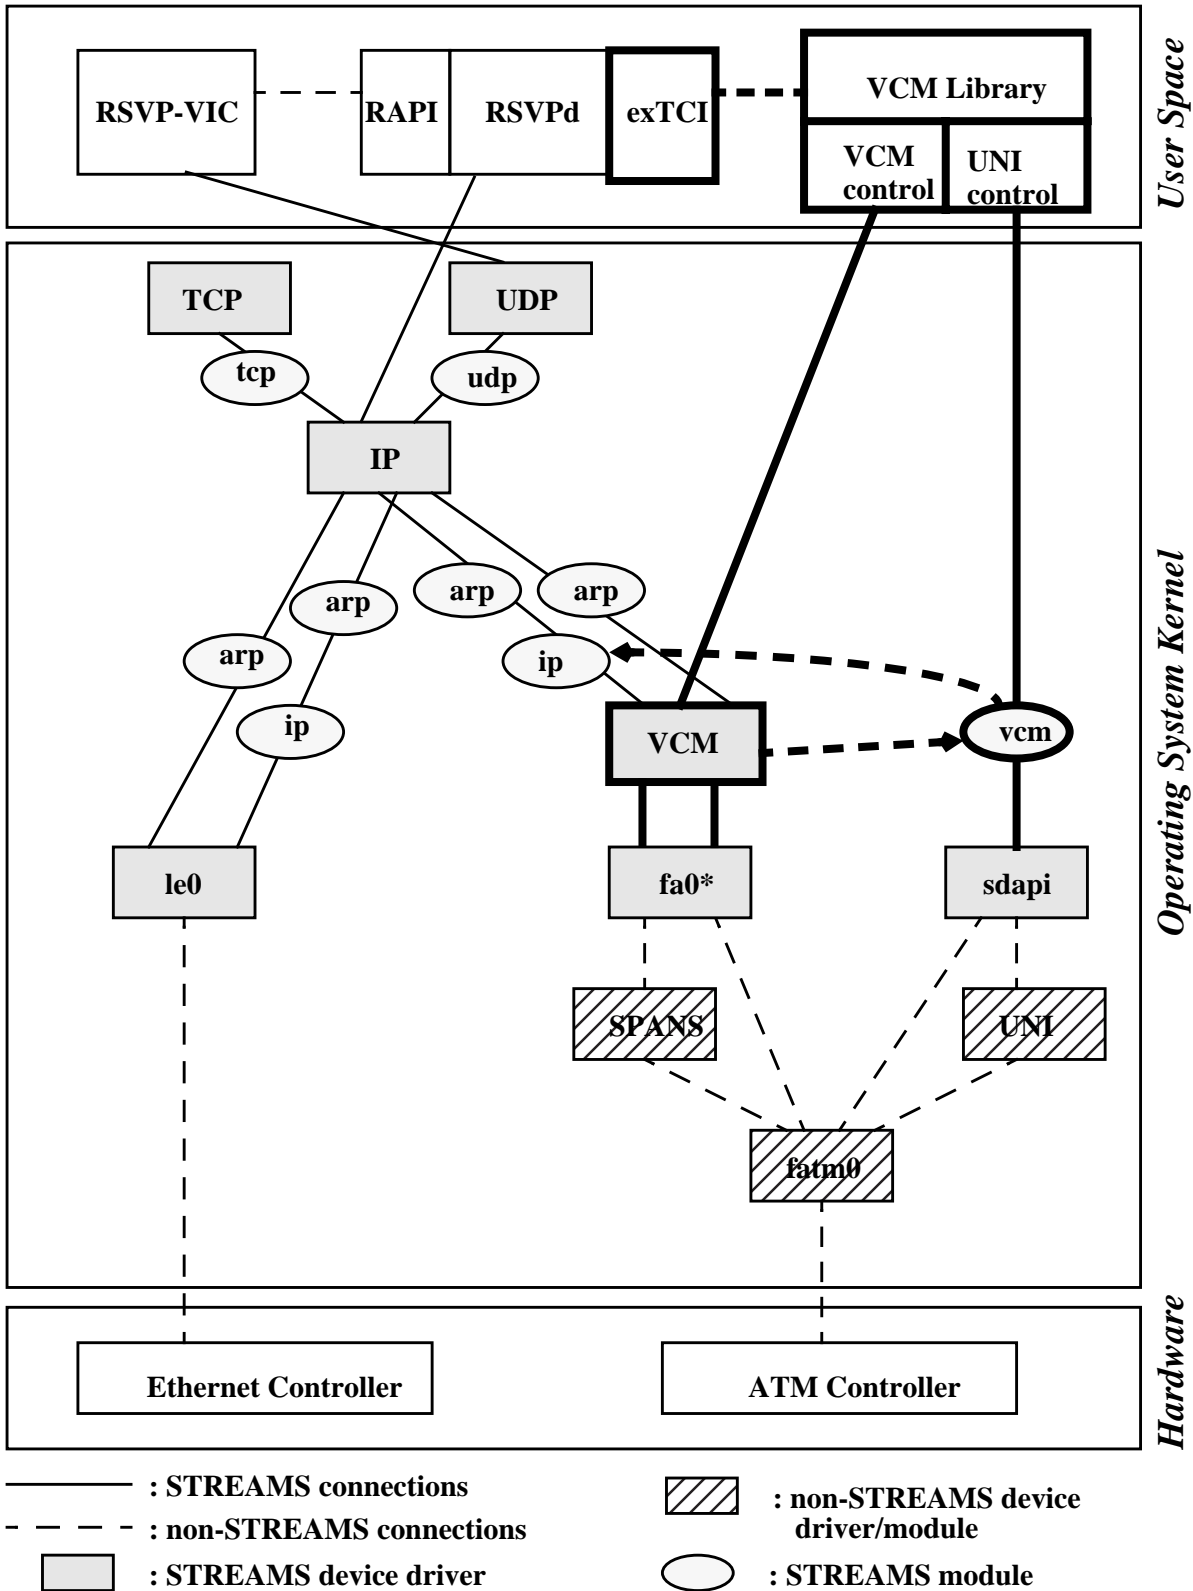 User Space
RSVP-VIC
RAPI
RSVPd
exTCI
VCM Library
VCM
control
UNI
control
Operating System Kernel
TCP
UDP
tcp
udp
IP
arp
arp
arp
arp
ip
ip
VCM
vcm
le0
fa0*
sdapi
SPANS
UNI
fatm0
Hardware
Ethernet Controller
ATM Controller
: STREAMS connections
: non-STREAMS connections
: STREAMS device driver
: non-STREAMS device
driver/module
: STREAMS module